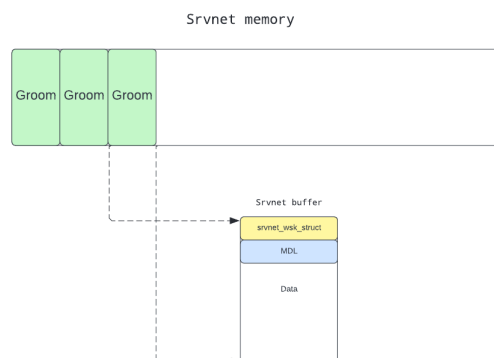 Srvnet memory
Groom Groom Groom
Srvnet buffer
srvnet_wsk_struct
MDL
Data